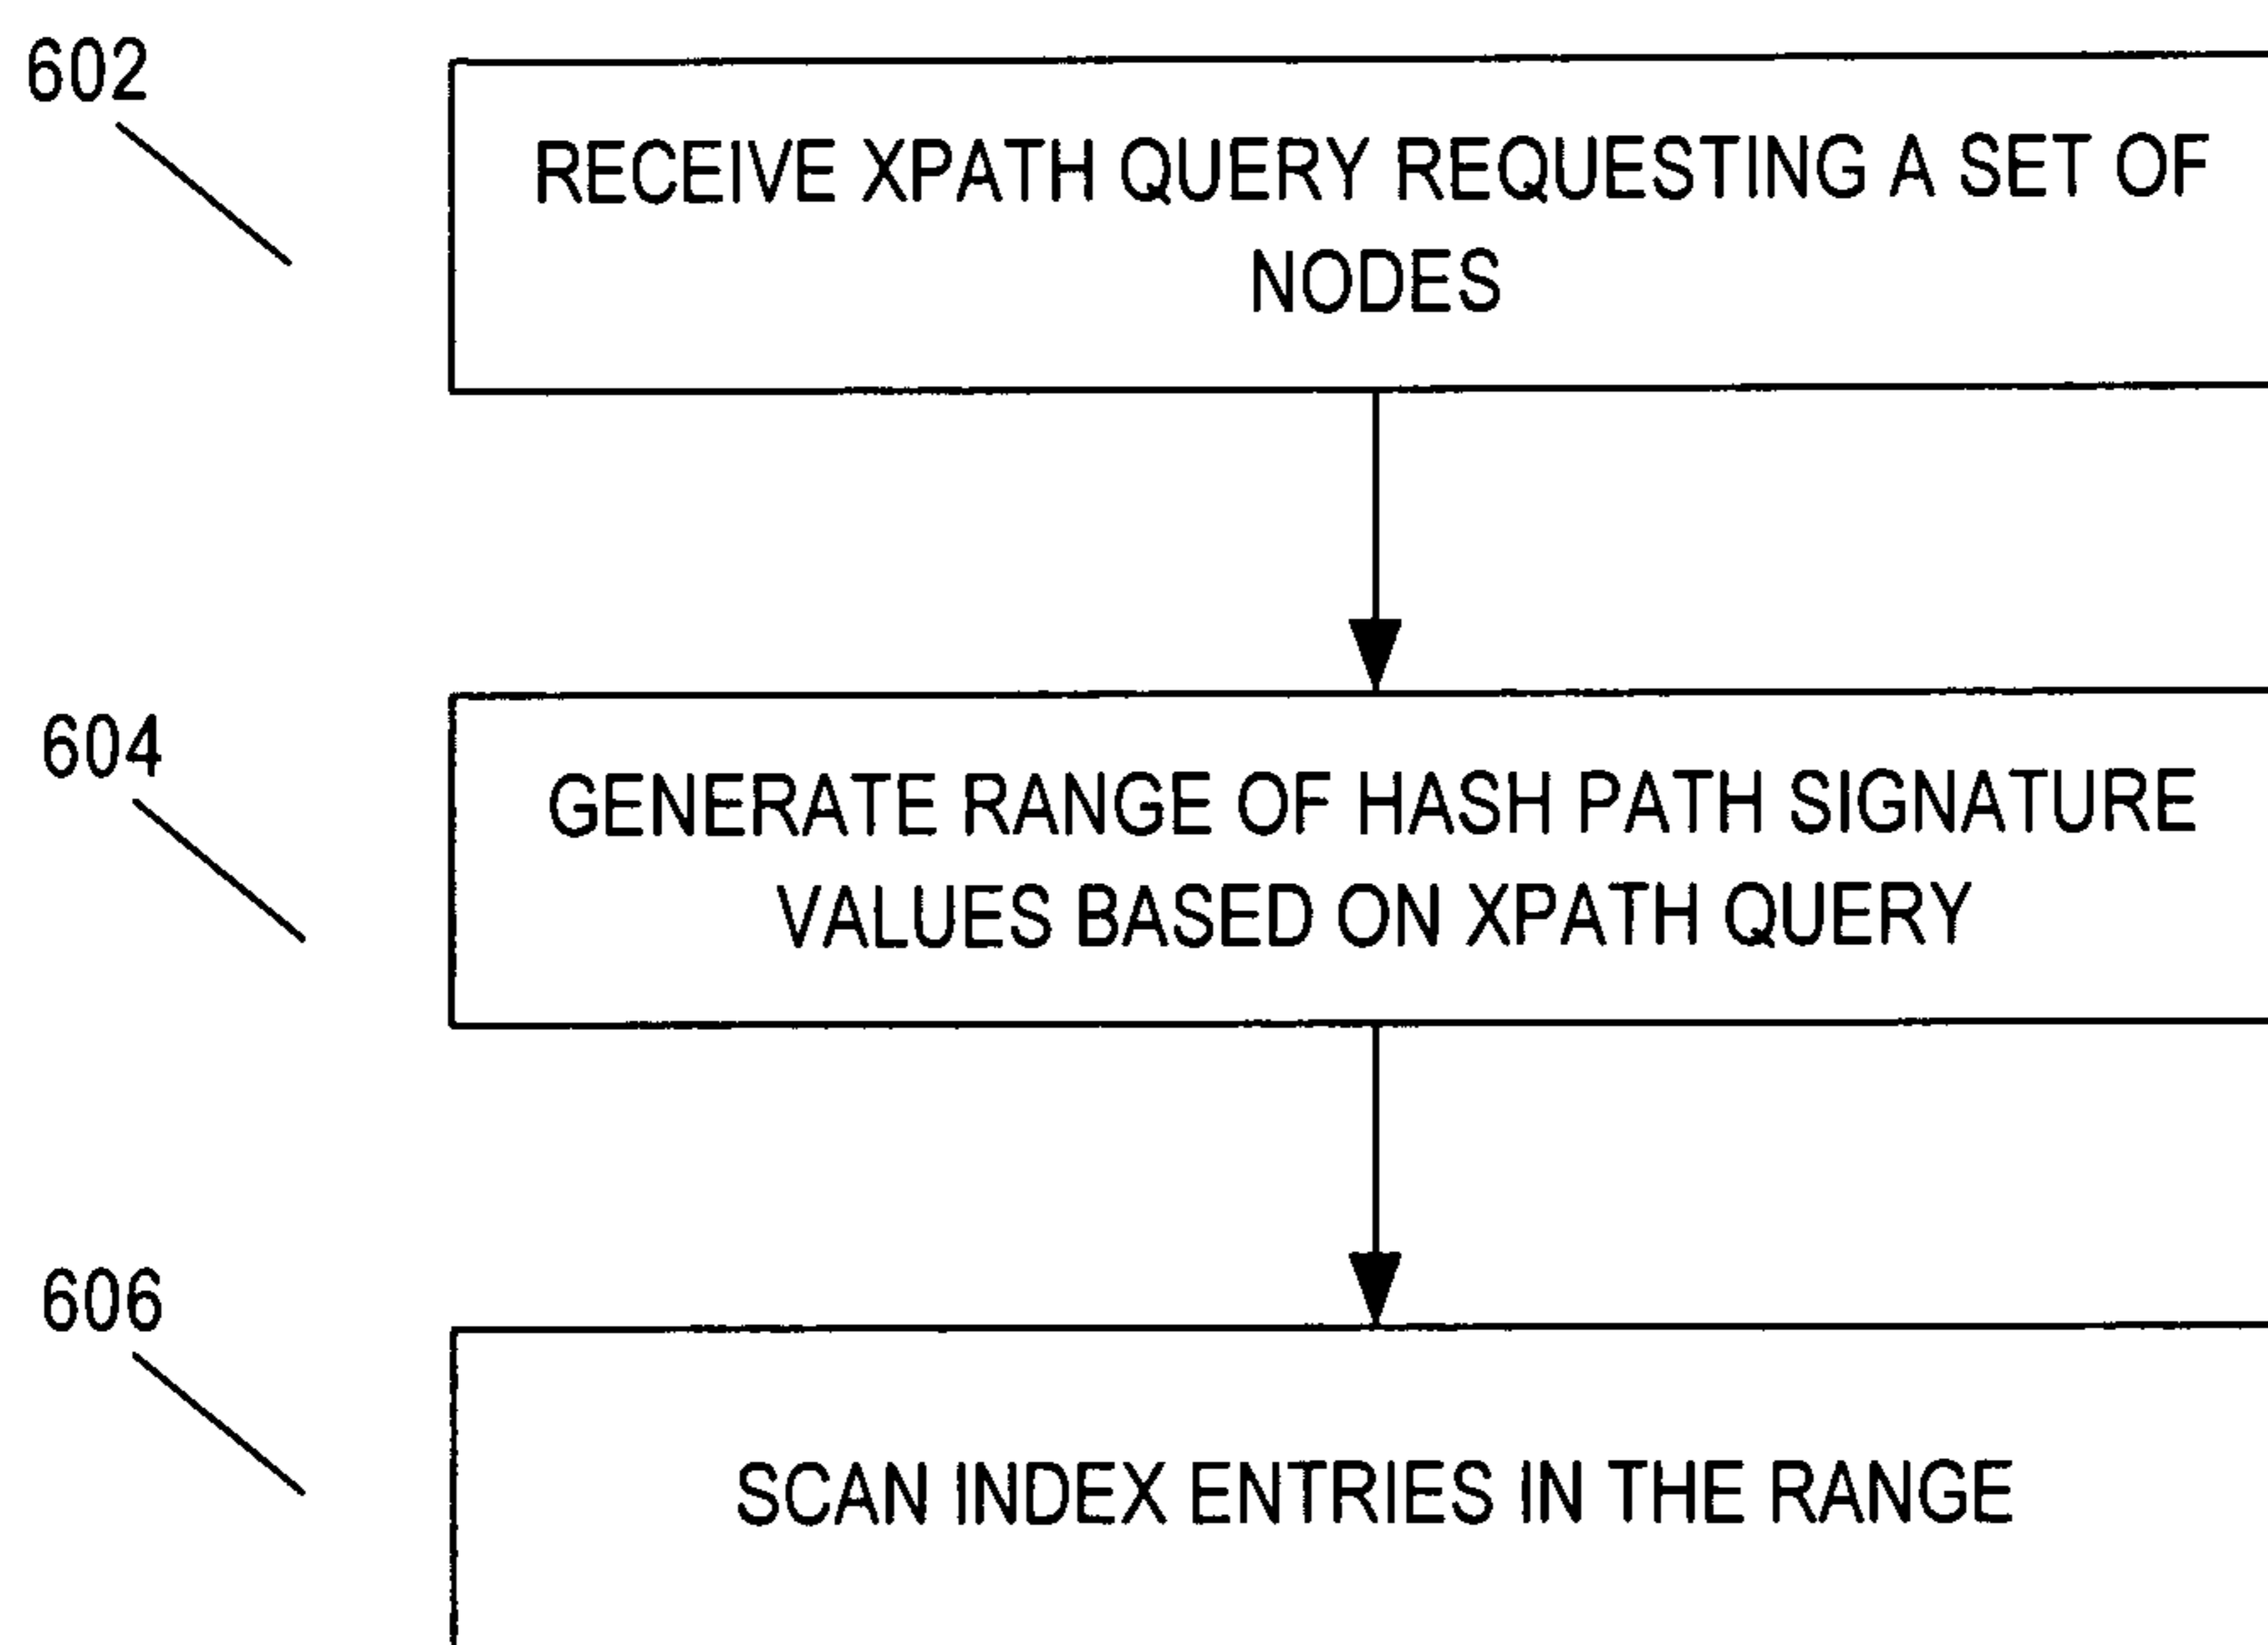 602
RECEIVE XPATH QUERY REQUESTING A SET OF
NODES
604
GENERATE RANGE OF HASH PATH SIGNATURE
VALUES BASED ON XPATH QUERY
606
SCAN INDEX ENTRIES IN THE RANGE